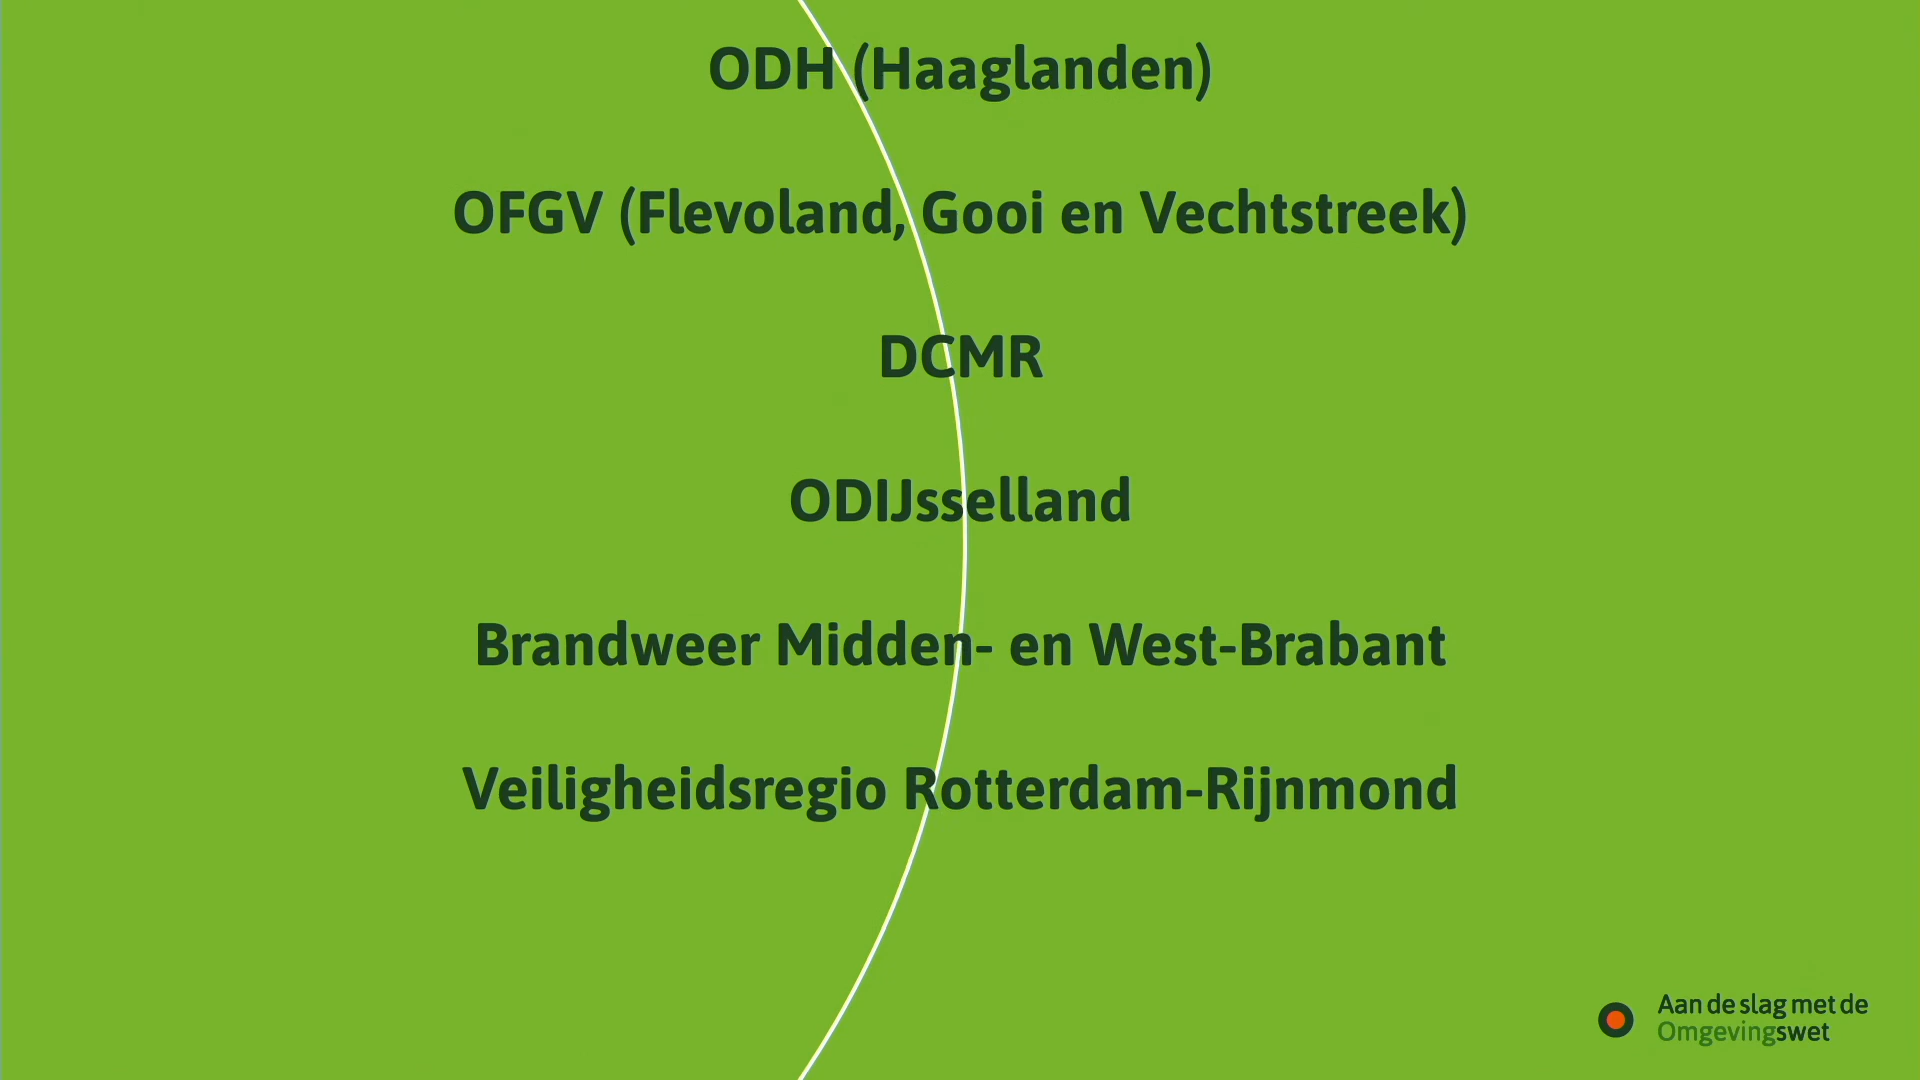 ODH (Haaglanden)
OFGV (Flevoland, Gooi en Vechtstreek)
DCMR
ODIJsselland
Brandweer Midden- en West-Brabant
Veiligheidsregio Rotterdam-Rijnmond
Aan de slag met de
Omgevingswet